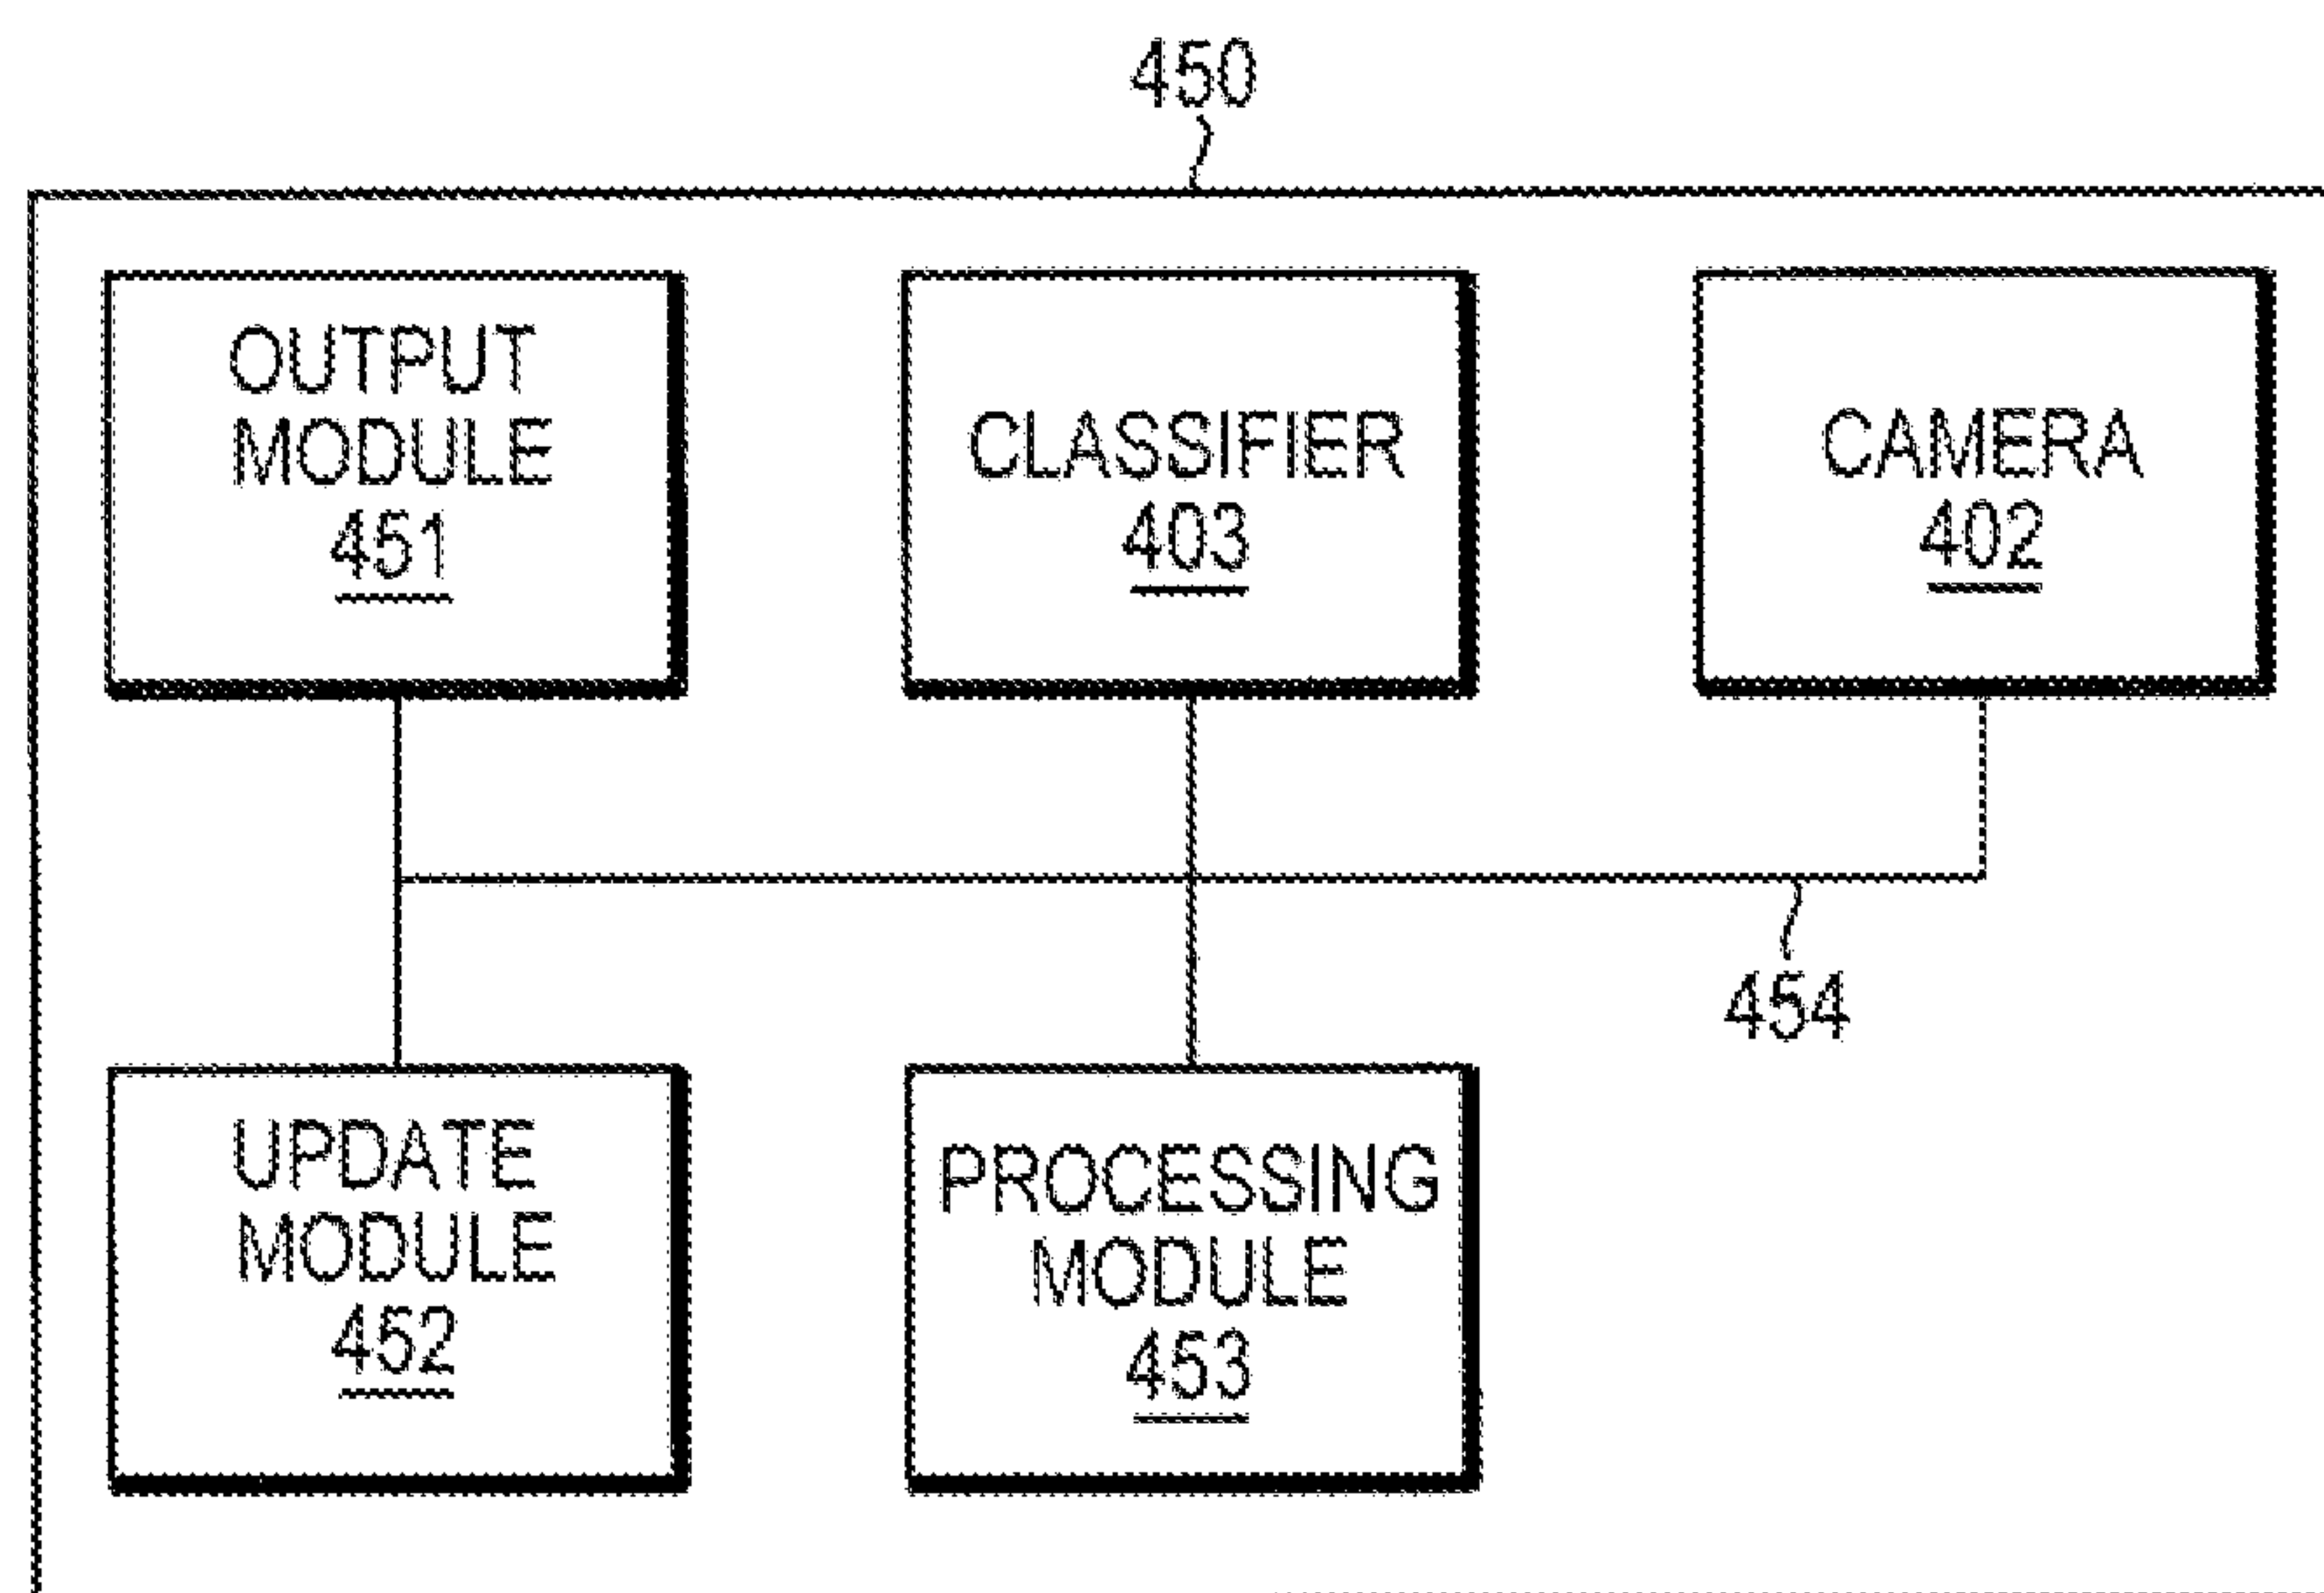 450
OUTPUT
MODULE
451
CLASSIFIER
403
CAMERA
402
454
UPDATE
MODULE
452
PROCESSING
MODULE
453